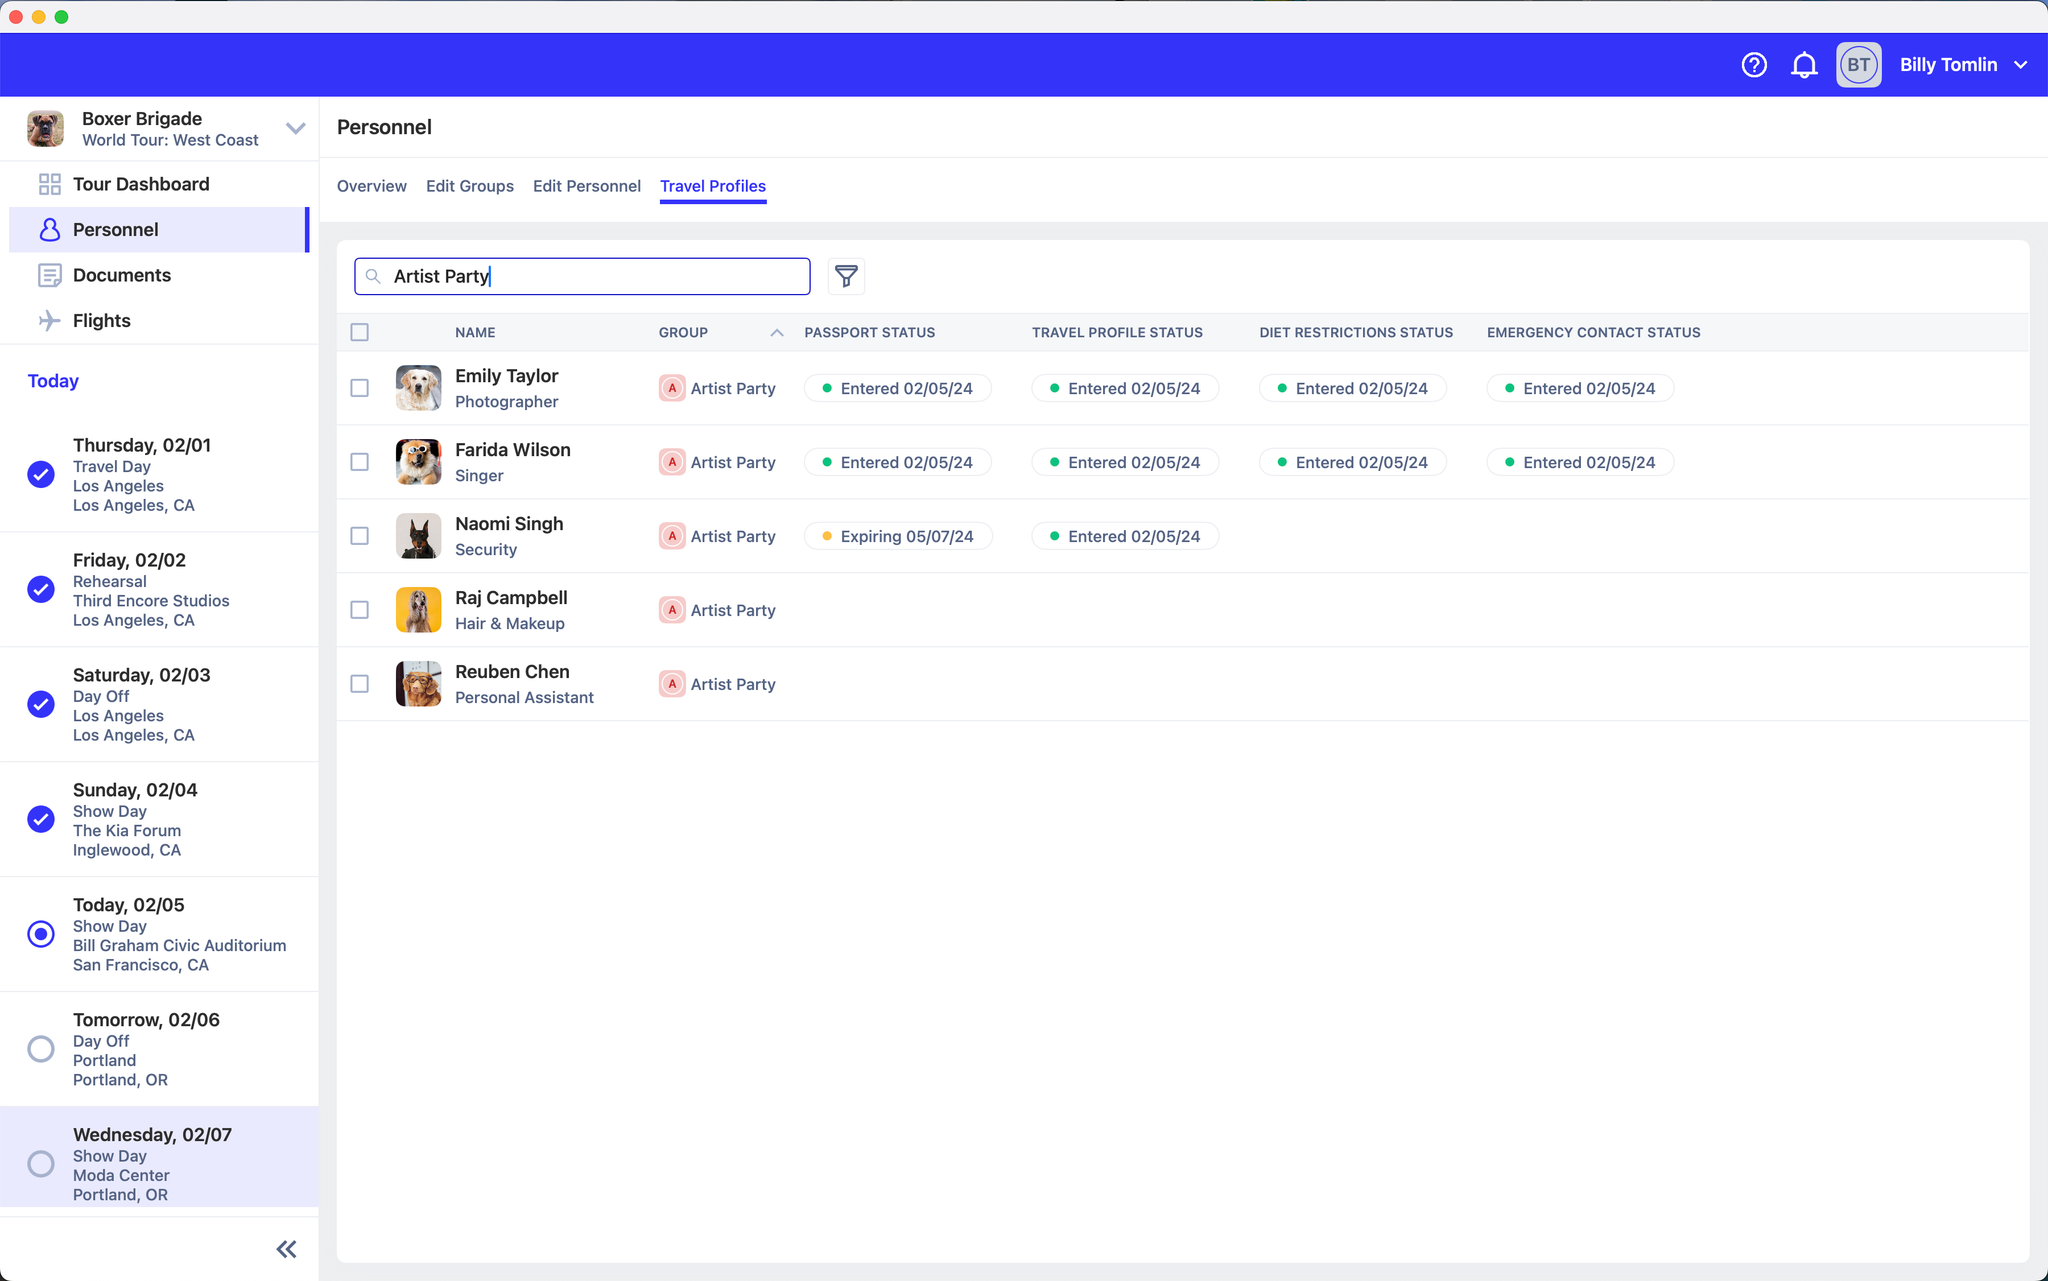 BT
Billy Tomlin
Boxer Brigade
World Tour: West Coast
Tour Dashboard
Personnel
Documents
Flights
Today
Thursday, 02/01
Travel Day
Los Angeles
Los Angeles, CA
Friday, 02/02
Rehearsal
Third Encore Studios
Los Angeles, CA
Saturday, 02/03
Day Off
Los Angeles
Los Angeles, CA
Sunday, 02/04
Show Day
The Kia Forum
Inglewood, CA
Today, 02/05
Show Day
Bill Graham Civic Auditorium
San Francisco, CA
Tomorrow, 02/06
Day Off
Portland
Portland, OR
Wednesday, 02/07
Show Day
Moda Center
Portland, OR
Personnel
Overview Edit Groups Edit Personnel Travel Profiles
Artist Party
NAME GROUP PASSPORT STATUS TRAVEL PROFILE STATUS DIET RESTRICTIONS STATUS EMERGENCY CONTACT STATUS
Emily Taylor
Photographer
A Artist Party Entered 02/05/24 Entered 02/05/24 Entered 02/05/24 Entered 02/05/24
Farida Wilson
Singer
A Artist Party Entered 02/05/24 Entered 02/05/24 Entered 02/05/24 Entered 02/05/24
Naomi Singh
Security
A Artist Party Expiring 05/07/24 Entered 02/05/24
Raj Campbell
Hair & Makeup
A Artist Party
Reuben Chen
Personal Assistant
A Artist Party